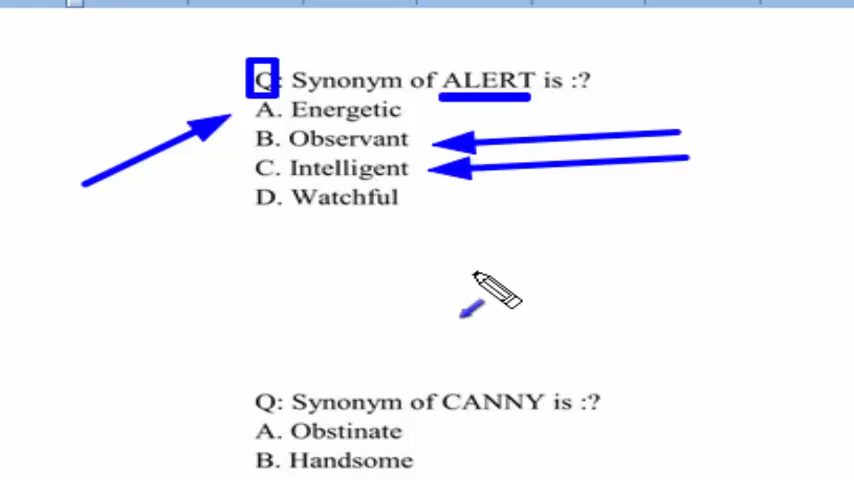 Q: Synonym of ALERT is :?
A. Energetic
B. Observant
C. Intelligent
D. Watchful
Q: Synonym of CANNY is :?
A. Obstinate
B. Handsome